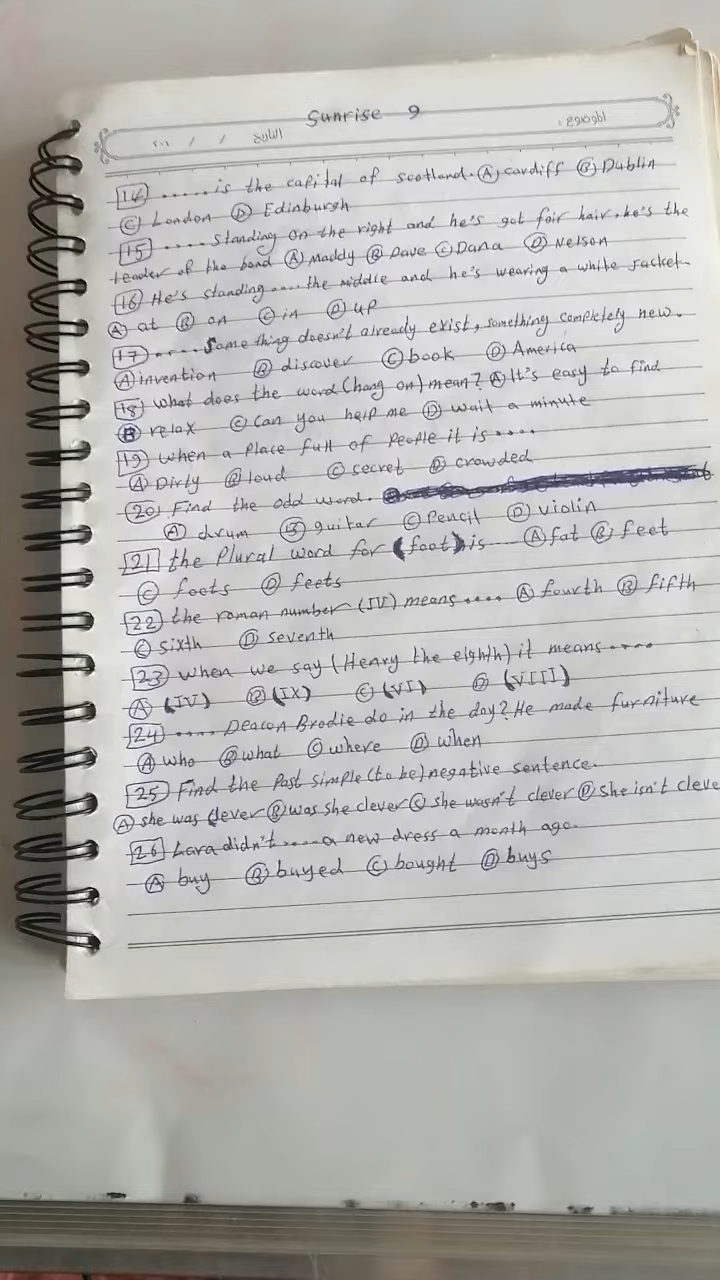 Sunrise 9
٢٠١ / / التاريخ الموضوع :
14 ...... is the capital of scotland. Ⓐ cardiff Ⓑ Dublin
Ⓒ London Ⓓ Edinburgh
15 .... Standing on the right and he's got fair hair. he's the
leader of the band Ⓐ Maddy Ⓑ Dave Ⓒ Dana Ⓓ Nelson
16 He's standing .... the middle and he's wearing a white Jacket.
Ⓐ at Ⓑ on Ⓒ in Ⓓ up
17 ...... Something doesn't already exist, something completely new.
Ⓐ invention Ⓑ discover Ⓒ book Ⓓ America
18 what does the word (hang on) mean? Ⓐ It's easy to find
Ⓑ relax Ⓒ can you help me Ⓓ wait a minute
19 when a place full of people it is ....
Ⓐ Dirty Ⓑ loud Ⓒ secret Ⓓ crowded
20 Find the odd word.
Ⓐ drum Ⓑ guitar Ⓒ Pencil Ⓓ violin
21 the Plural word for (foot) is ... Ⓐ fat Ⓑ feet
Ⓒ foots Ⓓ feets
22 the roman number (IV) means .... Ⓐ fourth Ⓑ fifth
Ⓒ sixth Ⓓ seventh
23 when we say (Henry the eighth) it means ....
Ⓐ (IV) Ⓑ (IX) Ⓒ (VI) Ⓓ (VIII)
24 .... Deacon Brodie do in the day? He made furniture
Ⓐ who Ⓑ what Ⓒ where Ⓓ when
25 Find the Past simple (to be) negative sentence.
Ⓐ she was clever Ⓑ was she clever Ⓒ she wasn't clever Ⓓ She isn't cleve
26 Lara didn't .... a new dress a month ago.
Ⓐ buy Ⓑ buyed Ⓒ bought Ⓓ buys